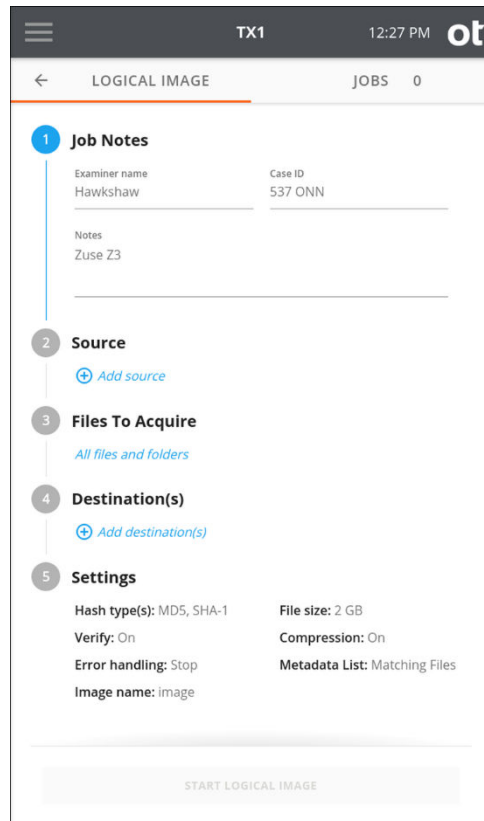 TX1 12:27 PM ot
LOGICAL IMAGE JOBS 0
1 Job Notes
Examiner name Case ID
Hawkshaw 537 ONN
Notes
Zuse Z3
2 Source
Add source
3 Files To Acquire
All files and folders
4 Destination(s)
Add destination(s)
5 Settings
Hash type(s): MD5, SHA-1 File size: 2 GB
Verify: On Compression: On
Error handling: Stop Metadata List: Matching Files
Image name: image
START LOGICAL IMAGE